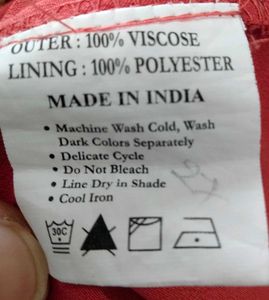 OUTER : 100% VISCOSE
LINING : 100% POLYESTER
MADE IN INDIA
• Machine Wash Cold, Wash
Dark Colors Separately
• Delicate Cycle
• Do Not Bleach
• Line Dry in Shade
• Cool Iron
30C